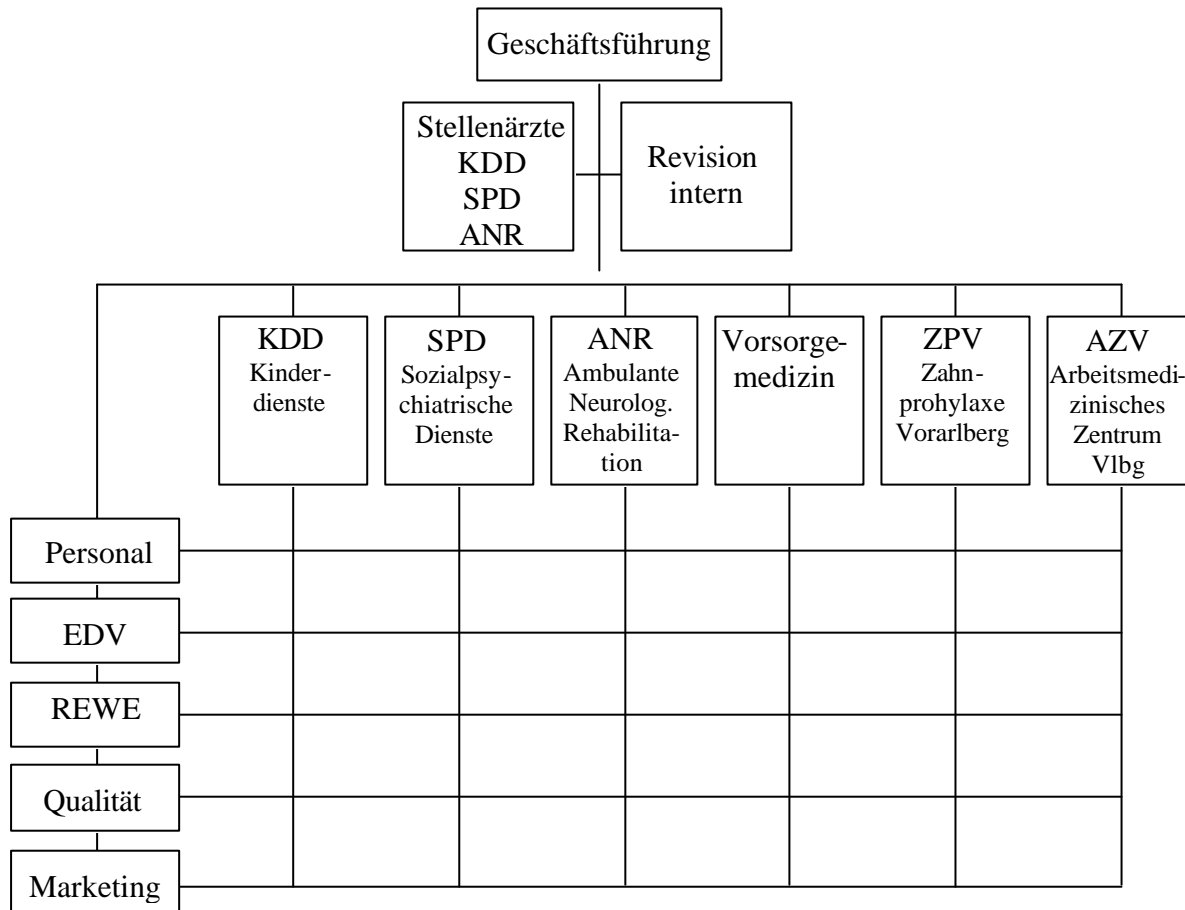 Geschäftsführung
Stellenärzte
KDD
SPD
ANR
Revision
intern
KDD
Kinder-
dienste
SPD
Sozialpsy-
chiatrische
Dienste
ANR
Ambulante
Neurolog.
Rehabilita-
tion
Vorsorge-
medizin
ZPV
Zahn-
prohylaxe
Vorarlberg
AZV
Arbeitsmedi-
zinisches
Zentrum
Vlbg
Personal
EDV
REWE
Qualität
Marketing